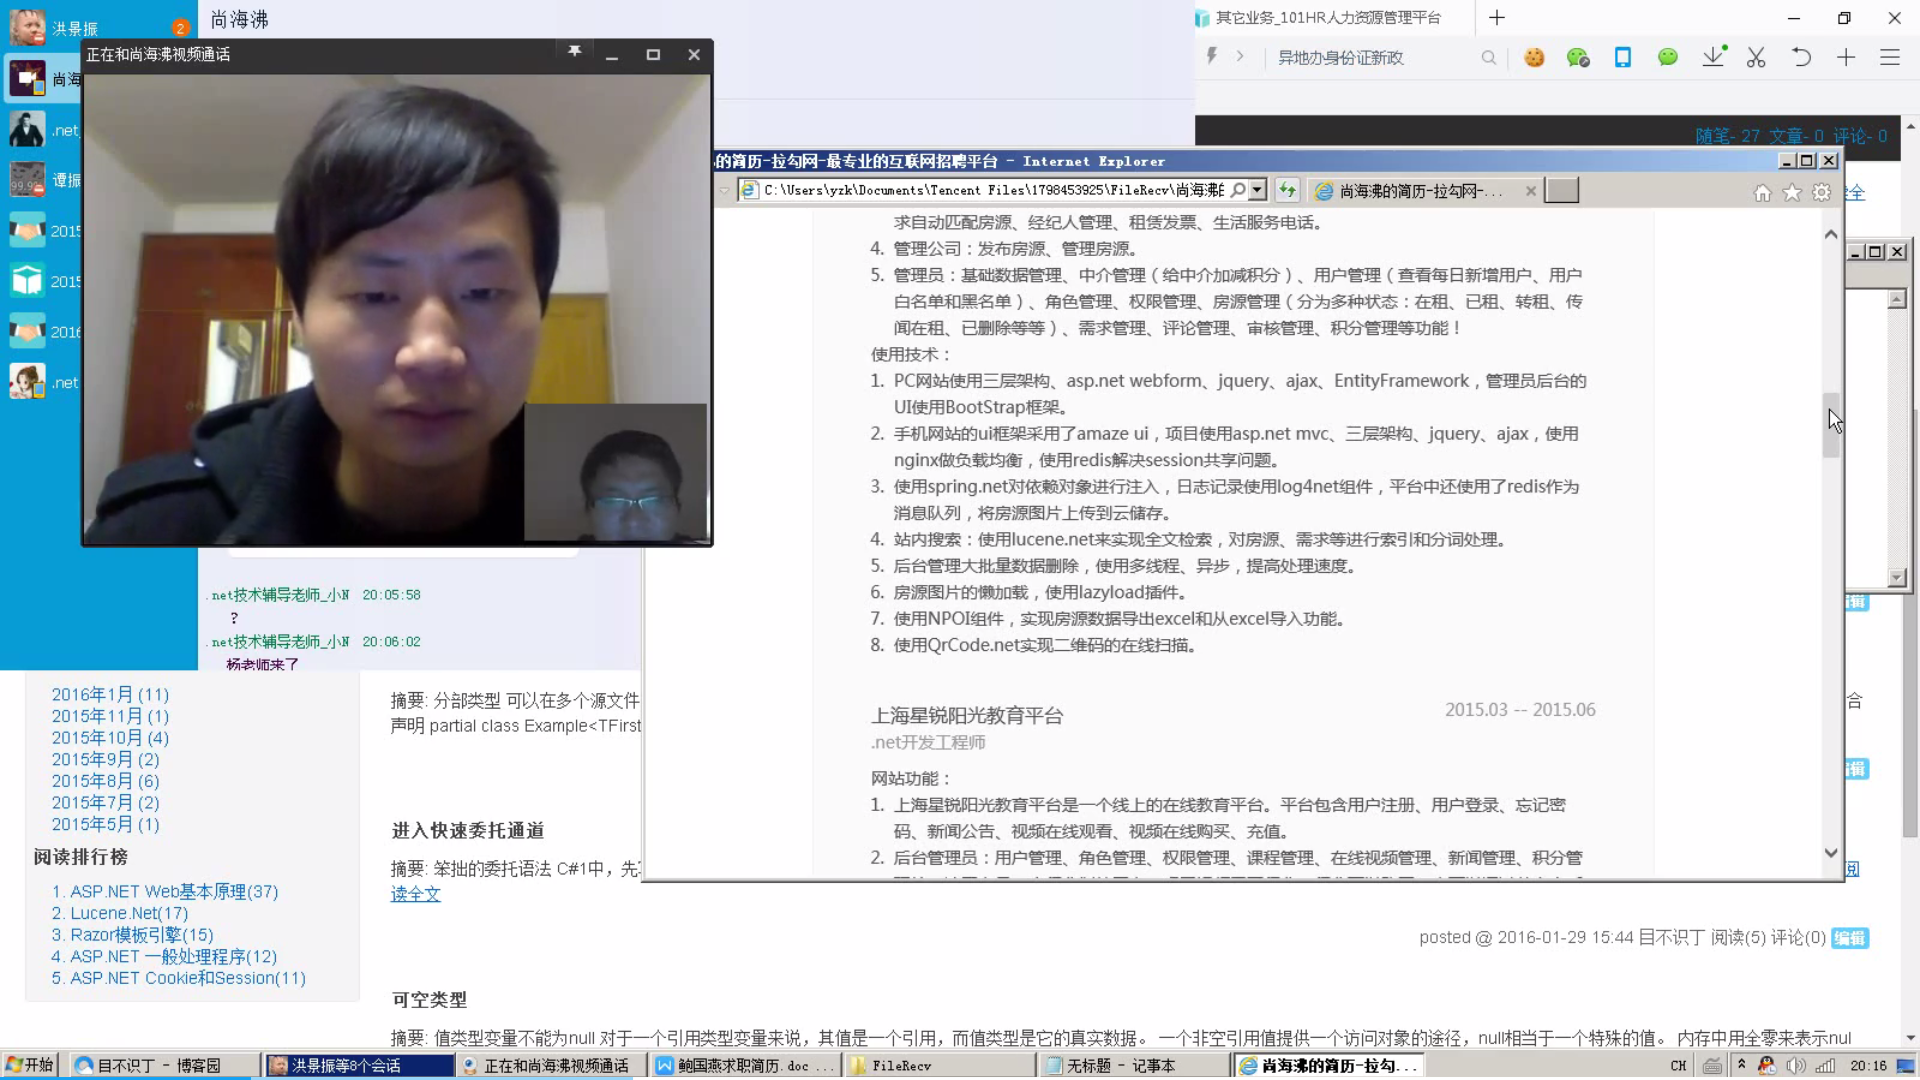 洪景振
2
尚海沸
其它业务_101HR人力资源管理平台
正在和尚海沸视频通话
异地办身份证新政
尚海
.net
谭振
99.99
2015
2015
2016
.net
随笔- 27 文章- 0 评论- 0
的简历-拉勾网-最专业的互联网招聘平台 - Internet Explorer
C:\Users\yzk\Documents\Tencent Files\1798453925\FileRecv\尚海沸的
尚海沸的简历-拉勾网-...
全
求自动匹配房源、经纪人管理、租赁发票、生活服务电话。
4. 管理公司：发布房源、管理房源。
5. 管理员：基础数据管理、中介管理（给中介加减积分）、用户管理（查看每日新增用户、用户
白名单和黑名单）、角色管理、权限管理、房源管理（分为多种状态：在租、已租、转租、传
闻在租、已删除等等）、需求管理、评论管理、审核管理、积分管理等功能！
使用技术：
1. PC网站使用三层架构、asp.net webform、jquery、ajax、EntityFramework，管理员后台的
UI使用BootStrap框架。
2. 手机网站的ui框架采用了amaze ui，项目使用asp.net mvc、三层架构、jquery、ajax，使用
nginx做负载均衡，使用redis解决session共享问题。
3. 使用spring.net对依赖对象进行注入，日志记录使用log4net组件，平台中还使用了redis作为
消息队列，将房源图片上传到云储存。
4. 站内搜索：使用lucene.net来实现全文检索，对房源、需求等进行索引和分词处理。
5. 后台管理大批量数据删除，使用多线程、异步，提高处理速度。
6. 房源图片的懒加载，使用lazyload插件。
7. 使用NPOI组件，实现房源数据导出excel和从excel导入功能。
8. 使用QrCode.net实现二维码的在线扫描。
上海星锐阳光教育平台
2015.03 -- 2015.06
.net开发工程师
网站功能：
1. 上海星锐阳光教育平台是一个线上的在线教育平台。平台包含用户注册、用户登录、忘记密
码、新闻公告、视频在线观看、视频在线购买、充值。
2. 后台管理员：用户管理、角色管理、权限管理、课程管理、在线视频管理、新闻管理、积分管
.net技术辅导老师_小N 20:05:58
?
.net技术辅导老师_小N 20:06:02
杨老师来了
2016年1月 (11)
2015年11月 (1)
2015年10月 (4)
2015年9月 (2)
2015年8月 (6)
2015年7月 (2)
2015年5月 (1)
阅读排行榜
1. ASP.NET Web基本原理(37)
2. Lucene.Net(17)
3. Razor模板引擎(15)
4. ASP.NET 一般处理程序(12)
5. ASP.NET Cookie和Session(11)
摘要: 分部类型 可以在多个源文件
合
声明 partial class Example<TFirst
进入快速委托通道
摘要: 笨拙的委托语法 C#1中，先
读全文
posted @ 2016-01-29 15:44 目不识丁 阅读(5) 评论(0) 编辑
可空类型
摘要: 值类型变量不能为null 对于一个引用类型变量来说，其值是一个引用，而值类型是它的真实数据。 一个非空引用值提供一个访问对象的途径，null相当于一个特殊的值。 内存中用全零来表示null
开始
目不识丁 - 博客园
洪景振等8个会话
正在和尚海沸视频通话
鲍国燕求职简历.doc ...
FileRecv
无标题 - 记事本
尚海沸的简历-拉勾...
CH
20:16